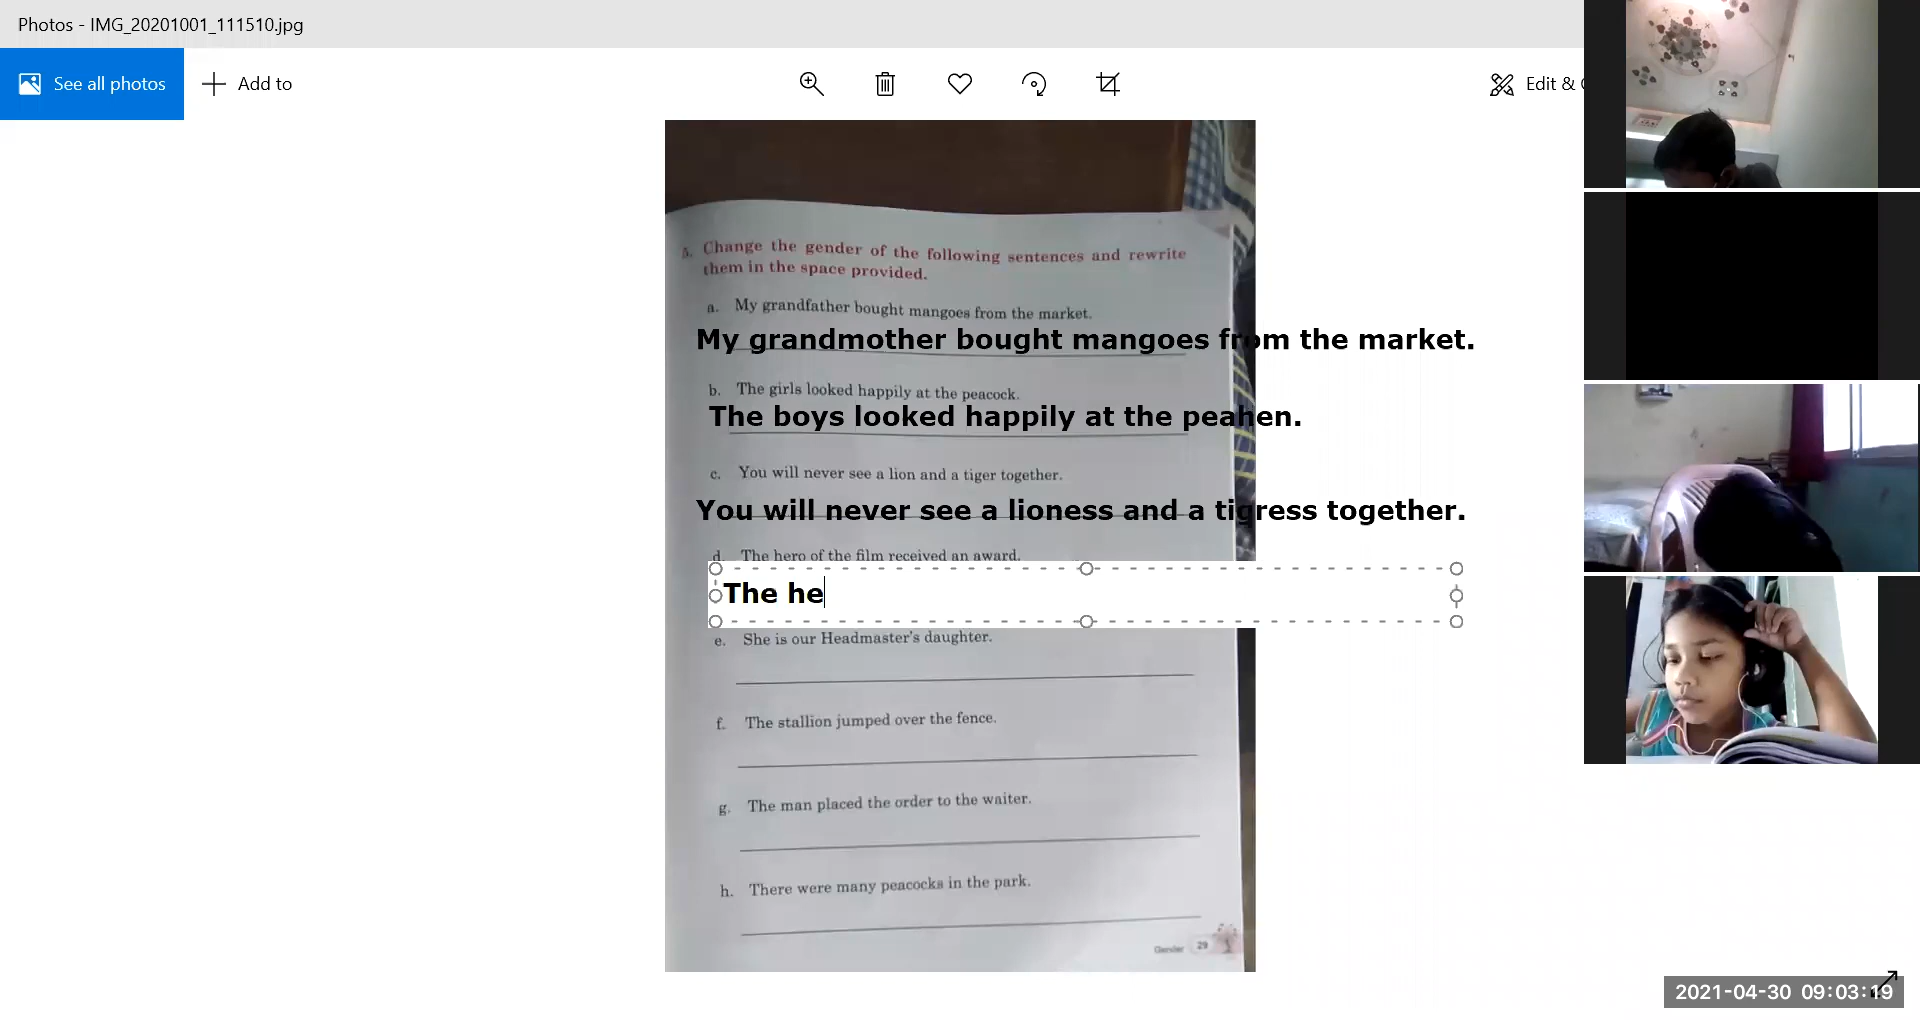 Photos - IMG_20201001_111510.jpg
See all photos
Add to
Edit &
5. Change the gender of the following sentences and rewrite
them in the space provided.
a. My grandfather bought mangoes from the market.
My grandmother bought mangoes from the market.
b. The girls looked happily at the peacock.
The boys looked happily at the peahen.
c. You will never see a lion and a tiger together.
You will never see a lioness and a tigress together.
d. The hero of the film received an award.
The he
e. She is our Headmaster's daughter.
f. The stallion jumped over the fence.
g. The man placed the order to the waiter.
h. There were many peacocks in the park.
Gender 29
2021-04-30 09:03:19